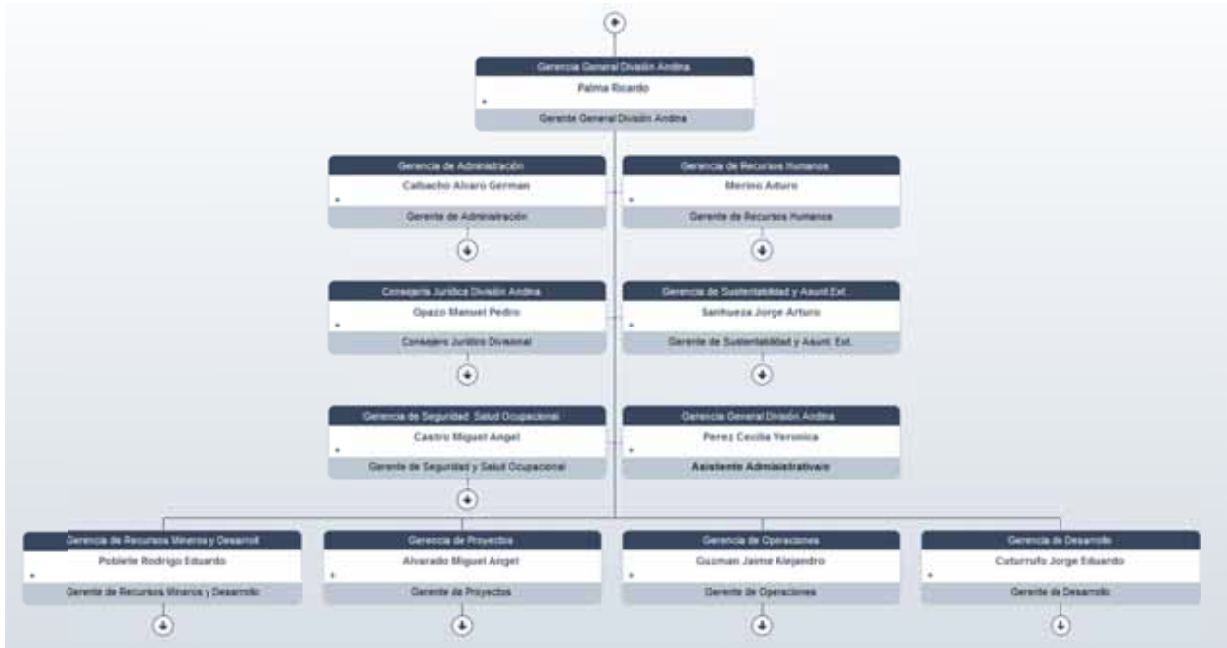 Gerencia General División Andina
Palma Ricardo
Gerente General División Andina
Gerencia de Administración
Calbacho Alvaro German
Gerente de Administración
Gerencia de Recursos Humanos
Merino Arturo
Gerente de Recursos Humanos
Consejería Jurídica División Andina
Opazo Manuel Pedro
Consejero Jurídico Divisional
Gerencia de Sustentabilidad y Asunt.Ext.
Sanhueza Jorge Arturo
Gerente de Sustentabilidad y Asunt. Ext.
Gerencia de Seguridad Salud Ocupacional
Castro Miguel Angel
Gerente de Seguridad y Salud Ocupacional
Gerencia General División Andina
Perez Cecilia Veronica
Asistente Administrativa/o
Gerencia de Recursos Mineros y Desarroll
Poblete Rodrigo Eduardo
Gerente de Recursos Mineros y Desarrollo
Gerencia de Proyectos
Alvarado Miguel Angel
Gerente de Proyectos
Gerencia de Operaciones
Guzman Jaime Alejandro
Gerente de Operaciones
Gerencia de Desarrollo
Cuturrufo Jorge Eduardo
Gerente de Desarrollo